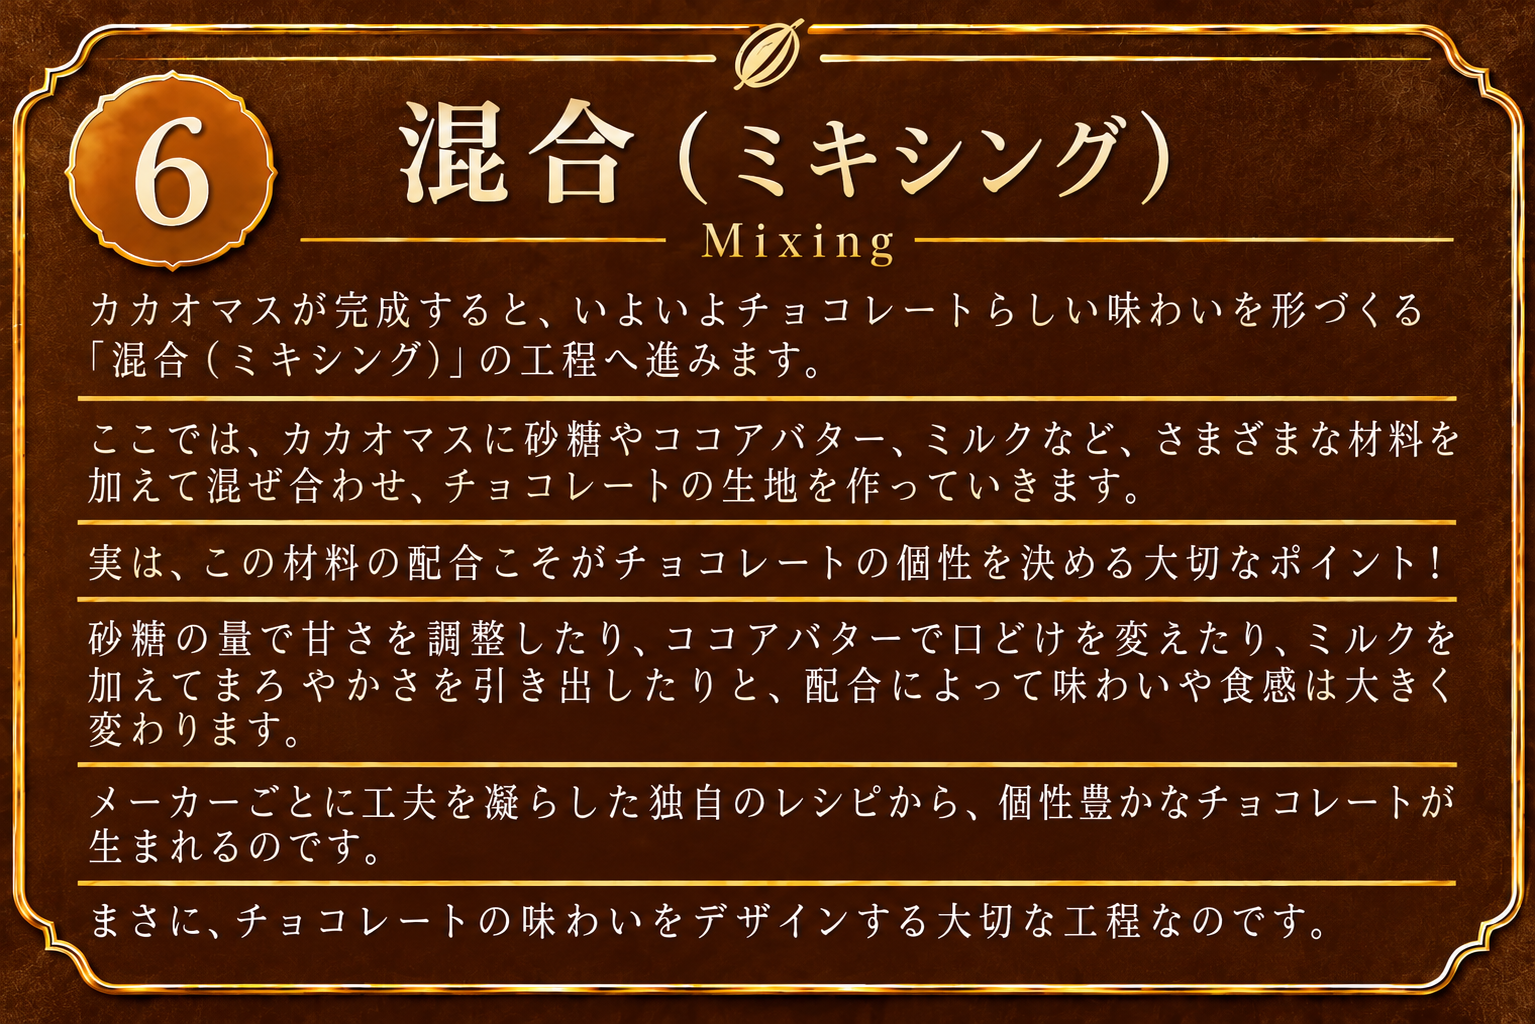 6
混合(ミキシング)
Mixing
カカオマスが完成すると、いよいよチョコレートらしい味わいを形づくる
「混合(ミキシング)」の工程へ進みます。
ここでは、カカオマスに砂糖やココアバター、ミルクなど、さまざまな材料を
加えて混ぜ合わせ、チョコレートの生地を作っていきます。
実は、この材料の配合こそがチョコレートの個性を決める大切なポイント！
砂糖の量で甘さを調整したり、ココアバターで口どけを変えたり、ミルクを
加えてまろやかさを引き出したりと、配合によって味わいや食感は大きく
変わります。
メーカーごとに工夫を凝らした独自のレシピから、個性豊かなチョコレートが
生まれるのです。
まさに、チョコレートの味わいをデザインする大切な工程なのです。